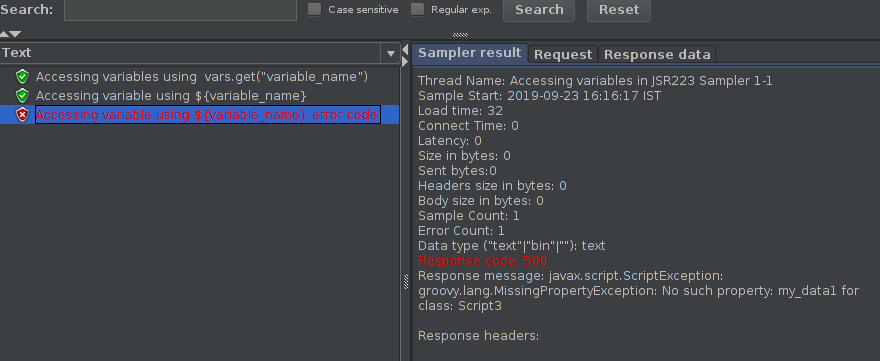 Search: Case sensitive Regular exp. Search Reset
Text
Accessing variables using  vars.get("variable_name")
Accessing variable using ${variable_name}
Accessing variable using ${variable_name} error code
Sampler result Request Response data
Thread Name: Accessing variables in JSR223 Sampler 1-1
Sample Start: 2019-09-23 16:16:17 IST
Load time: 32
Connect Time: 0
Latency: 0
Size in bytes: 0
Sent bytes:0
Headers size in bytes: 0
Body size in bytes: 0
Sample Count: 1
Error Count: 1
Data type ("text"|"bin"|""): text
Response code: 500
Response message: javax.script.ScriptException:
groovy.lang.MissingPropertyException: No such property: my_data1 for
class: Script3
Response headers: